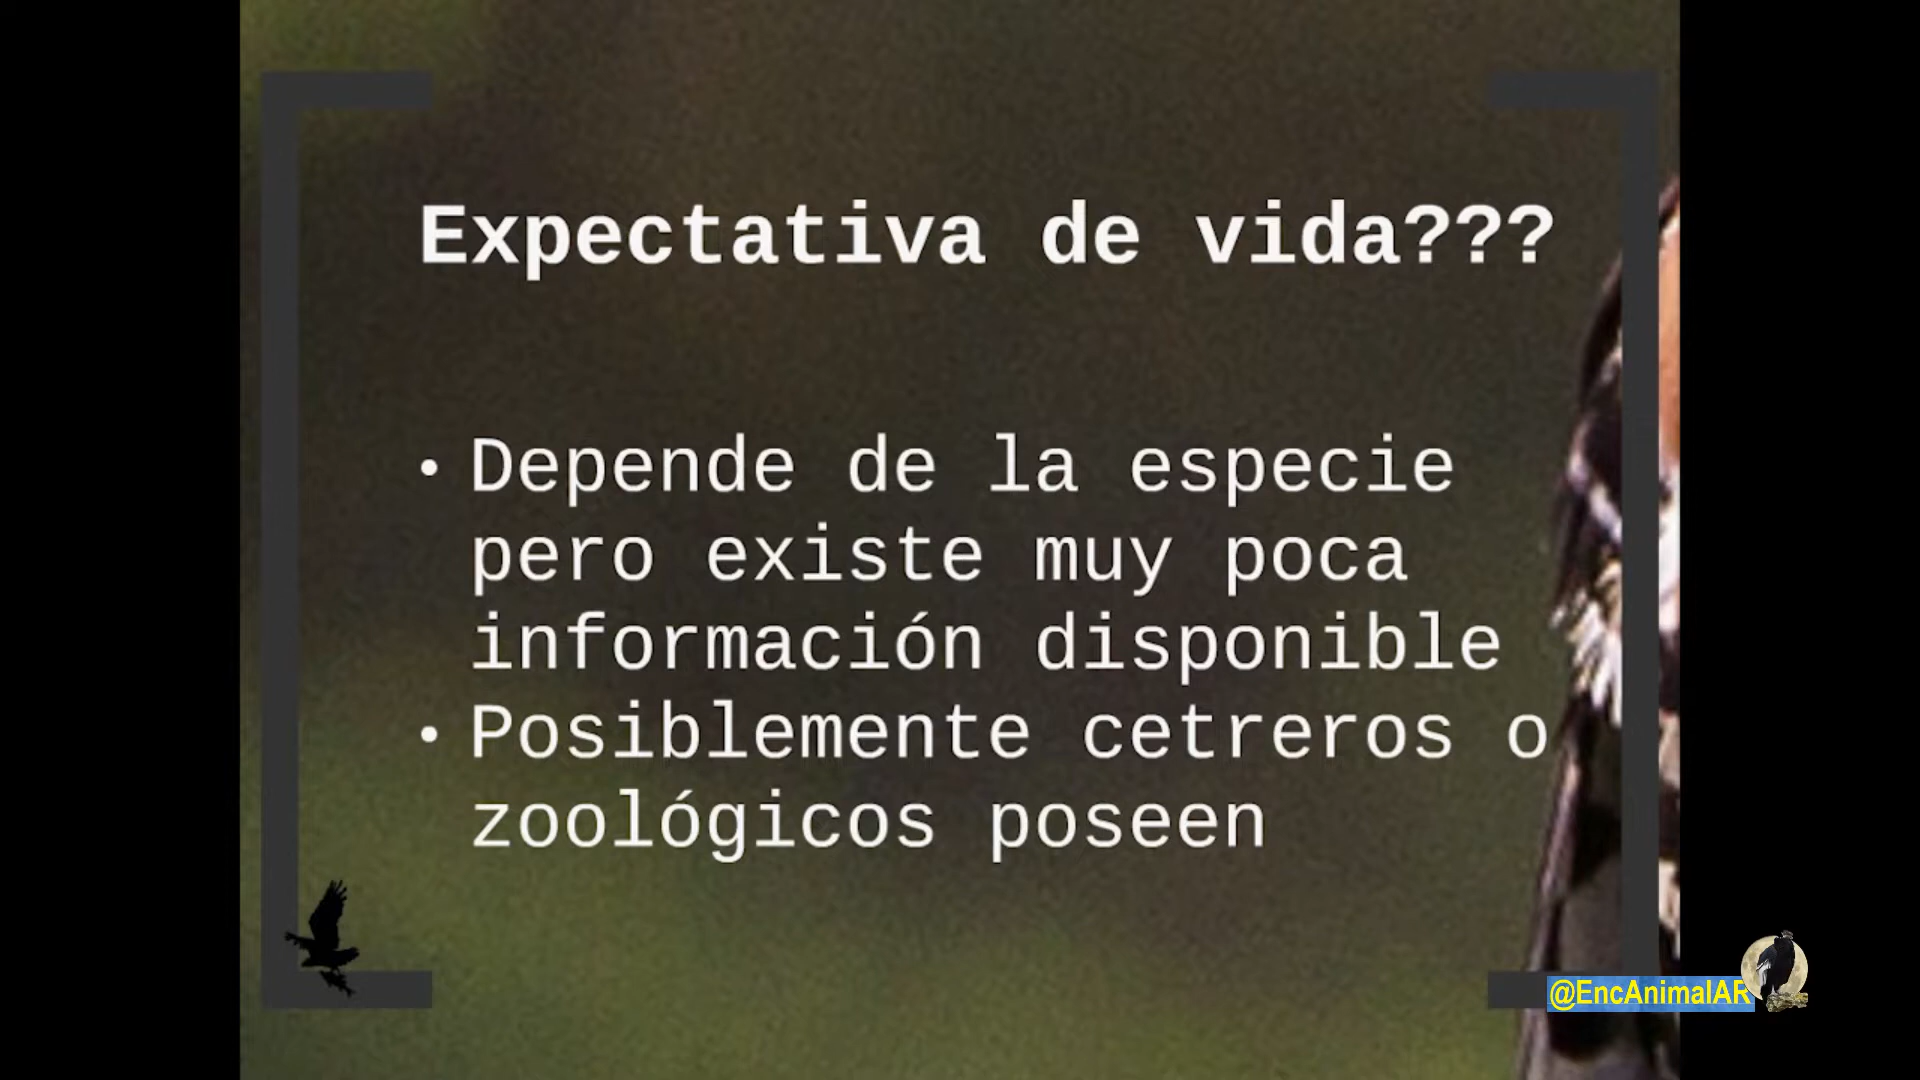 Expectativa de vida???
• Depende de la especie
pero existe muy poca
información disponible
• Posiblemente cetreros o
zoológicos poseen
@EncAnimalAR